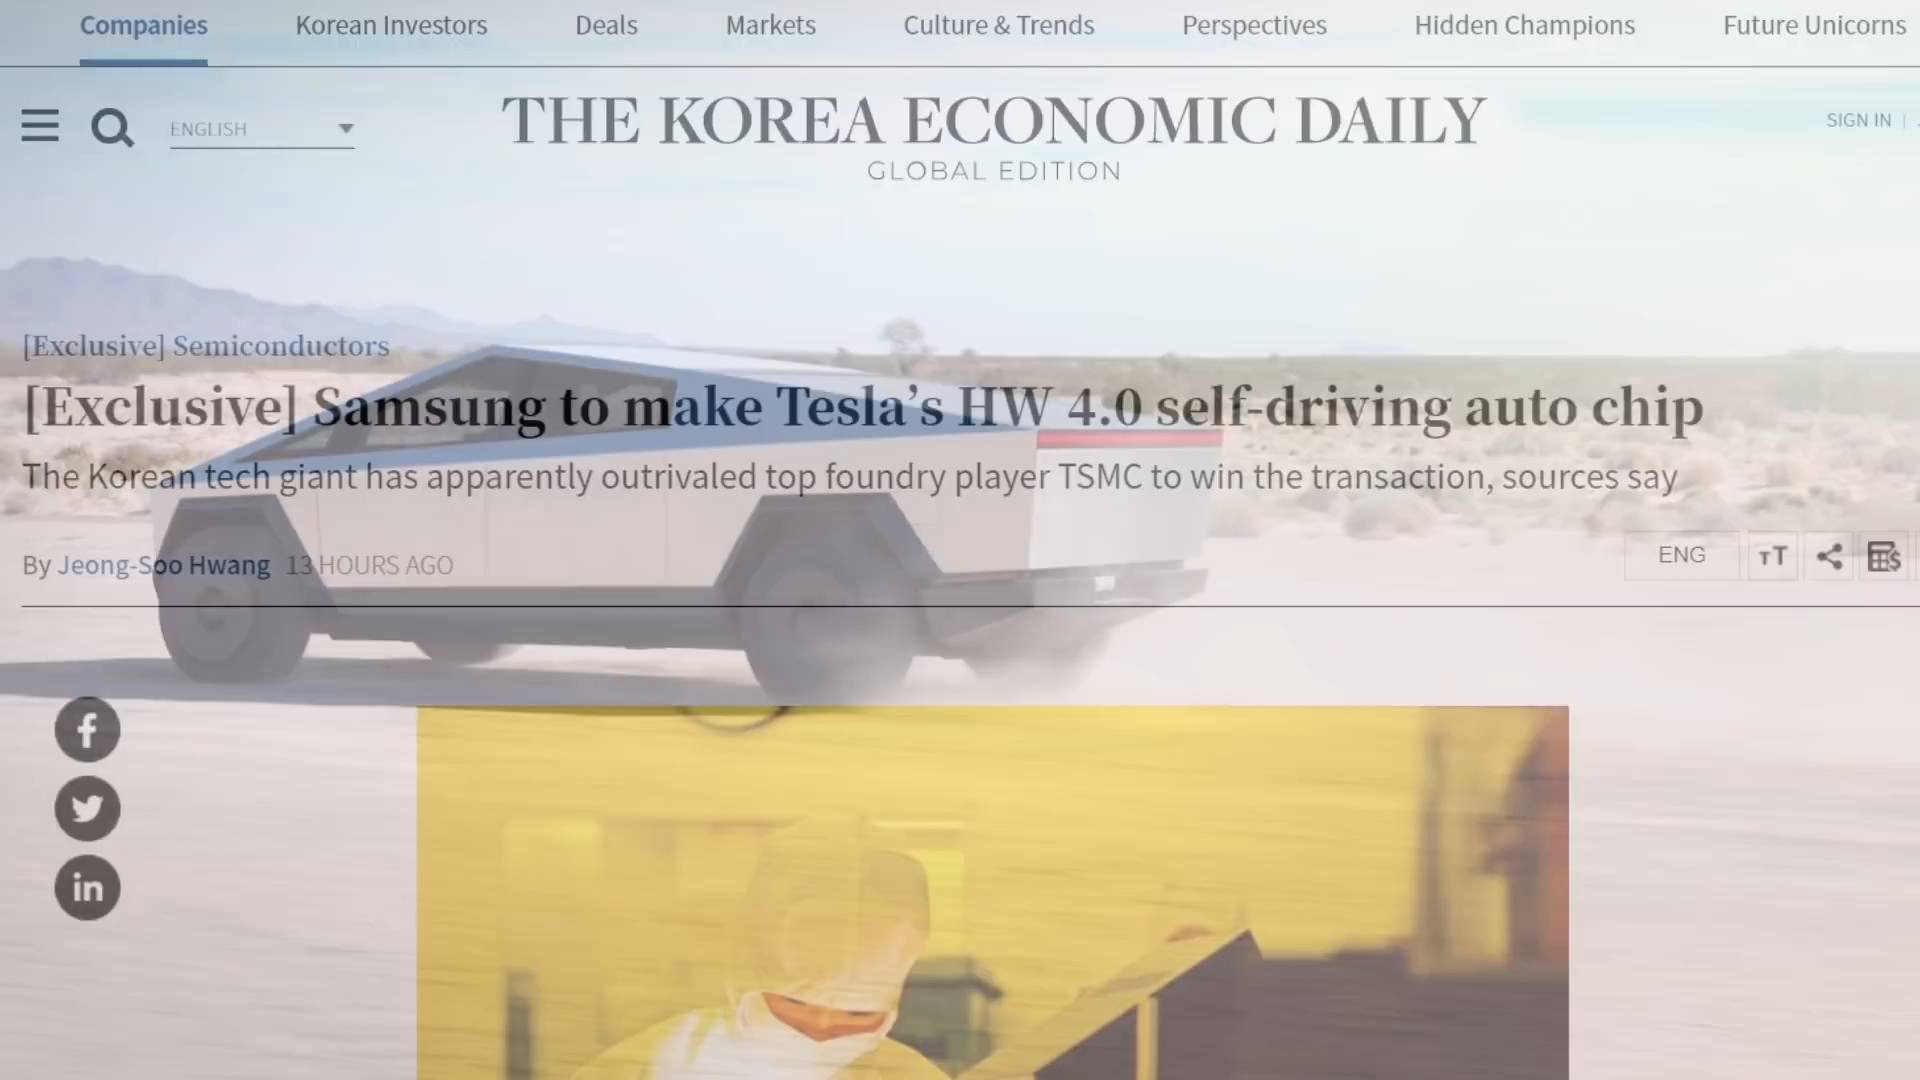 Companies Korean Investors Deals Markets Culture & Trends Perspectives Hidden Champions Future Unicorns
ENGLISH
THE KOREA ECONOMIC DAILY
GLOBAL EDITION
SIGN IN |
[Exclusive] Semiconductors
[Exclusive] Samsung to make Tesla’s HW 4.0 self-driving auto chip
The Korean tech giant has apparently outrivaled top foundry player TSMC to win the transaction, sources say
By Jeong-Soo Hwang 13 HOURS AGO
ENG TT
f
in